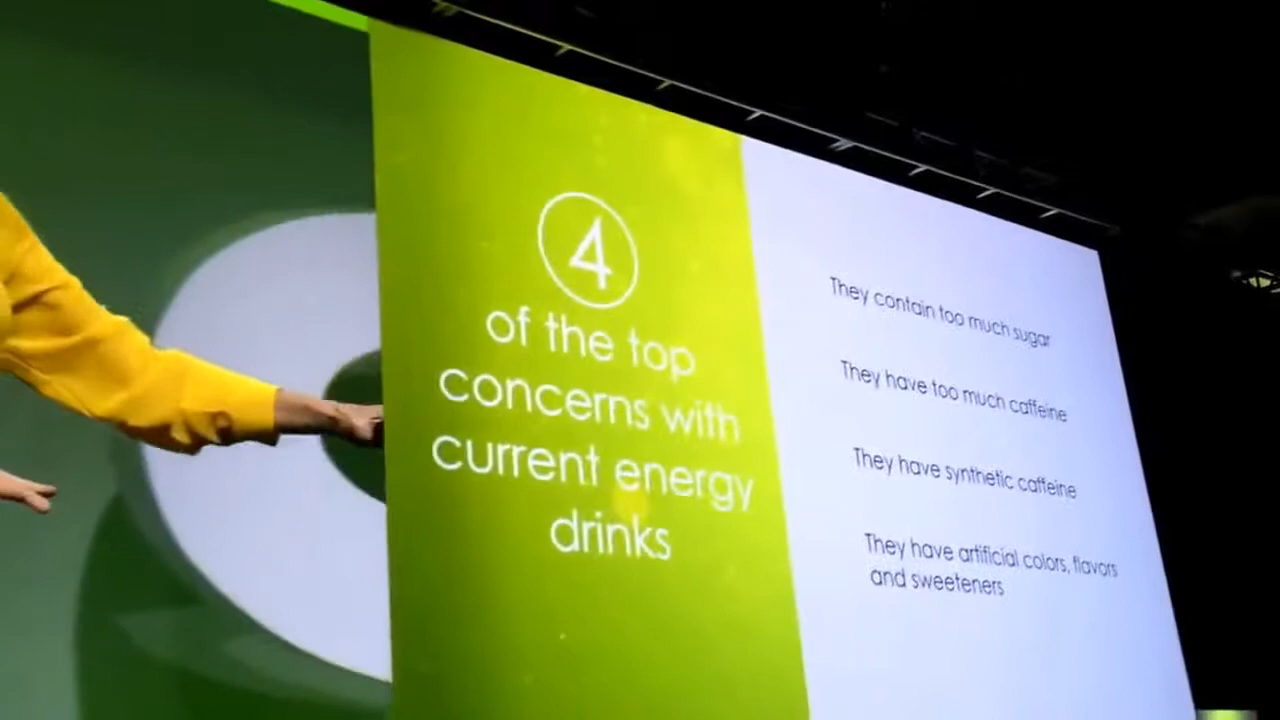 4
of the top
concerns with
current energy
drinks
They contain too much sugar
They have too much caffeine
They have synthetic caffeine
They have artificial colors, flavors
and sweeteners